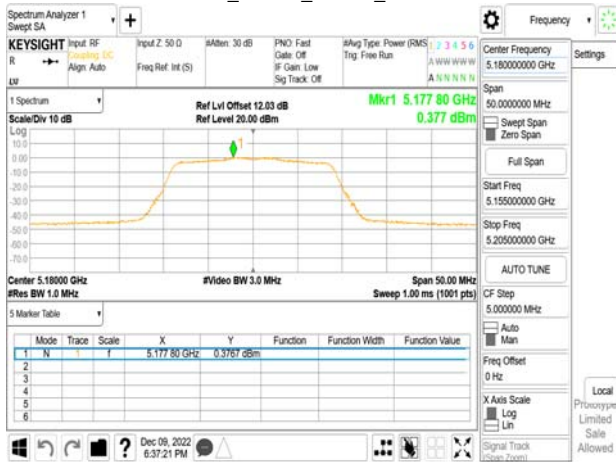 Spectrum Analyzer 1
Swept SA
+
Frequency
KEYSIGHT
Input: RF
Coupling: DC
Align: Auto
Input Z: 50 Ω
Freq Ref: Int (S)
#Atten: 30 dB
PNO: Fast
Gate: Off
IF Gain: Low
Sig Track: Off
#Avg Type: Power (RMS
Trig: Free Run
1 2 3 4 5 6
A W W W W W
A N N N N N
R
LXI
Center Frequency
5.180000000 GHz
Settings
Span
50.0000000 MHz
Swept Span
Zero Span
Full Span
Start Freq
5.155000000 GHz
Stop Freq
5.205000000 GHz
AUTO TUNE
CF Step
5.000000 MHz
Auto
Man
Freq Offset
0 Hz
X Axis Scale
Log
Lin
Signal Track
(Span Zoom)
Local
Prototype
Limited
Sale
Allowed
1 Spectrum
Scale/Div 10 dB
Ref Lvl Offset 12.03 dB
Ref Level 20.00 dBm
Mkr1 5.177 80 GHz
0.377 dBm
Log
10.0
0.00
-10.0
-20.0
-30.0
-40.0
-50.0
-60.0
-70.0
1
Center 5.18000 GHz
#Video BW 3.0 MHz
Span 50.00 MHz
#Res BW 1.0 MHz
Sweep 1.00 ms (1001 pts)
5 Marker Table
Mode Trace Scale X Y Function Function Width Function Value
1 N 1 f 5.177 80 GHz 0.3767 dBm
2
3
4
5
6
?
Dec 09, 2022
6:37:21 PM